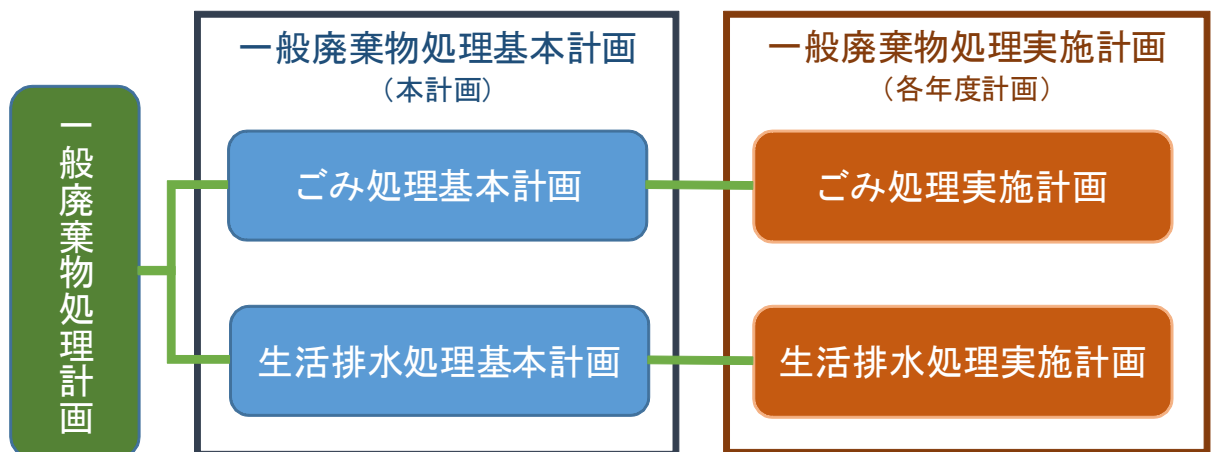 一般廃棄物処理計画
一般廃棄物処理基本計画
（本計画）
ごみ処理基本計画
生活排水処理基本計画
一般廃棄物処理実施計画
（各年度計画）
ごみ処理実施計画
生活排水処理実施計画